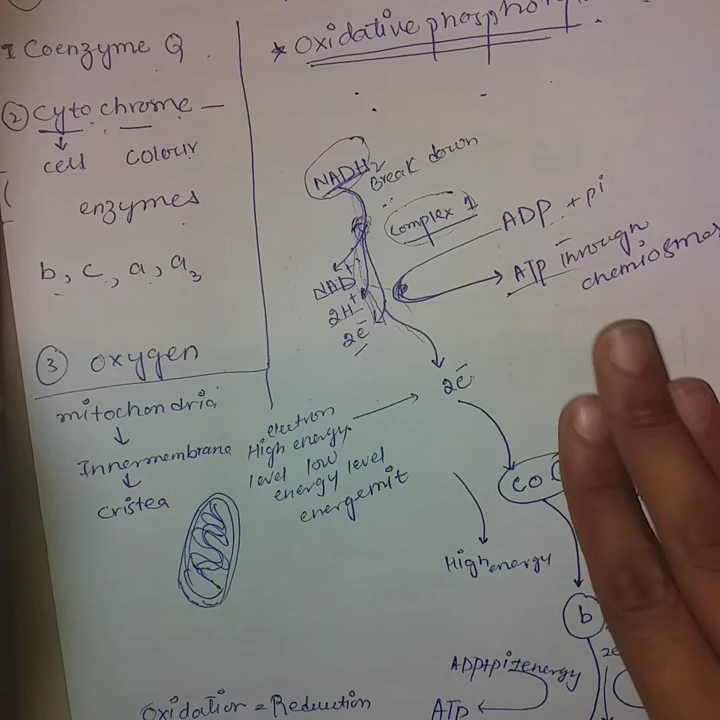 1 Coenzyme Q
② Cytochrome —
cell colour
enzymes
b, c, a, a3
③ oxygen
mitochondria
Innermembrane
Cristea
* Oxidative
NADH2
Break down
Complex 1
ADP + pi
ATP through
NAD
2H+
2e-
2e-
electron
High energy
level low
energy level
energemit
CO
High energy
b
2e
ADP+pi+energy
ATP
Oxidation = Reduction